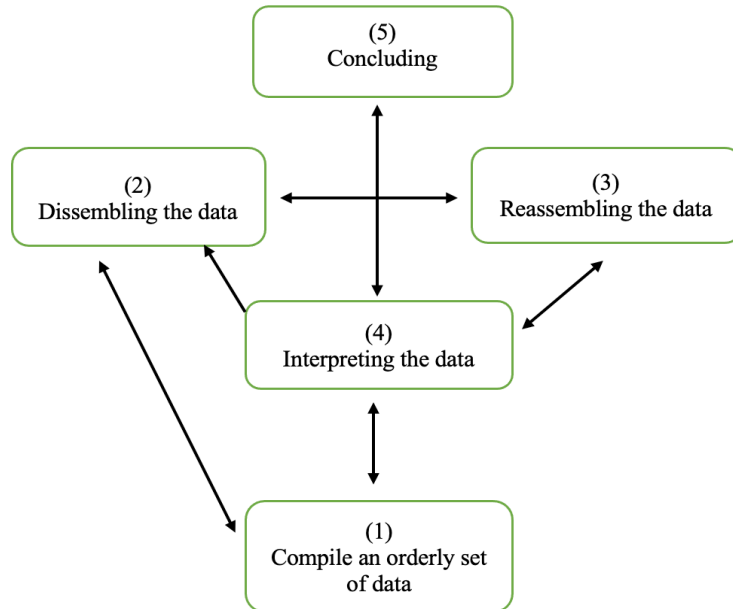 (5)
Concluding
(2)
Dissembling the data
(3)
Reassembling the data
(4)
Interpreting the data
(1)
Compile an orderly set
of data